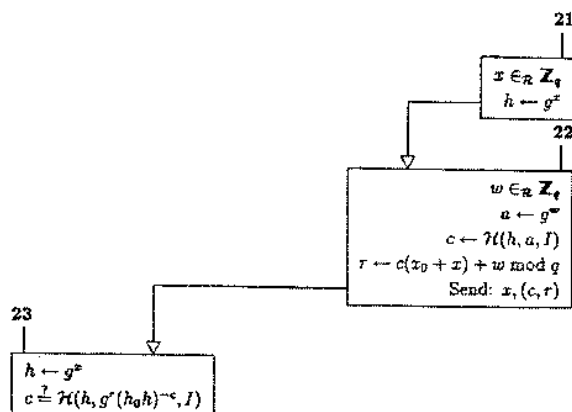 21
x ∈_R ℤ_q
h ← g^x
22
w ∈_R ℤ_q
a ← g^w
c ← ℋ(h, a, I)
r ← c(x_0 + x) + w mod q
Send: x, (c, r)
23
h ← g^x
c ≟ ℋ(h, g^r(h_0h)^{-c}, I)